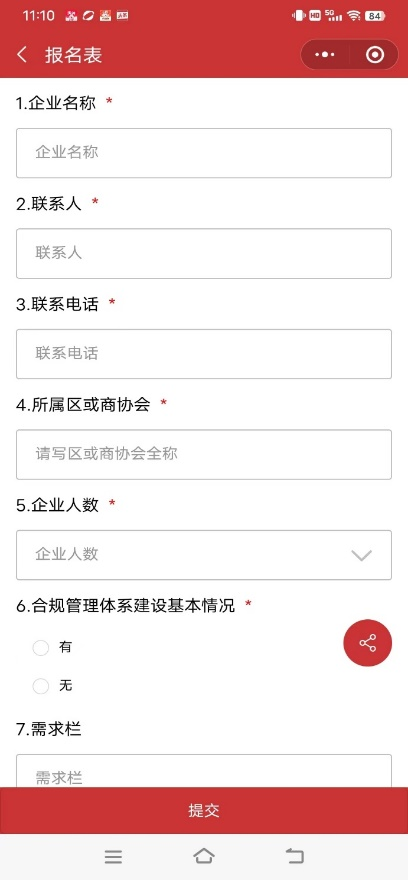 11:10
HD 5G 84
报名表
1.企业名称 *
企业名称
2.联系人 *
联系人
3.联系电话 *
联系电话
4.所属区或商协会 *
请写区或商协会全称
5.企业人数 *
企业人数
6.合规管理体系建设基本情况 *
有
无
7.需求栏
需求栏
提交